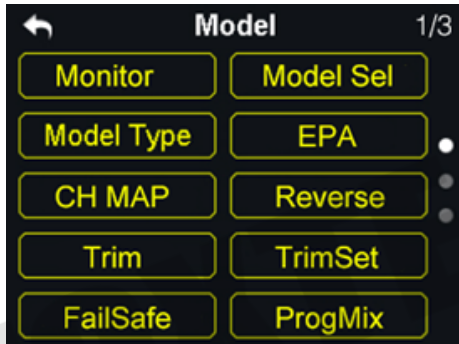 Model 1/3
Monitor Model Sel
Model Type EPA
CH MAP Reverse
Trim TrimSet
FailSafe ProgMix